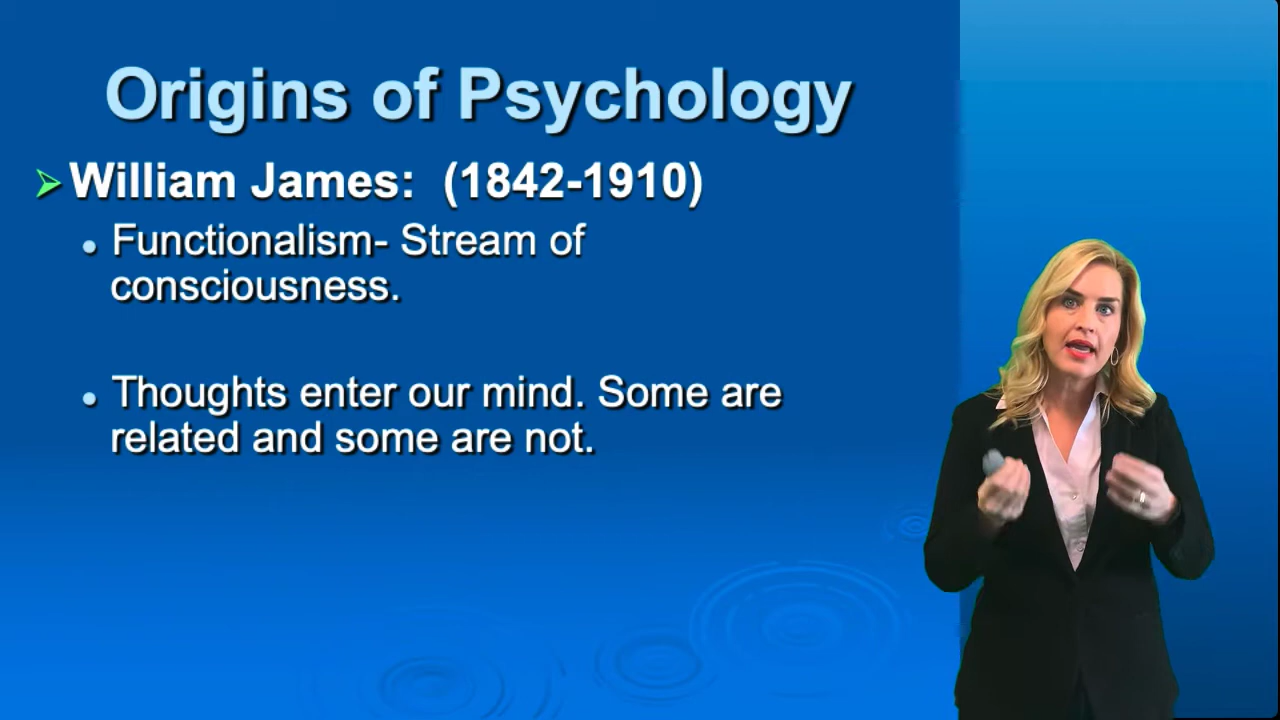 Origins of Psychology
William James: (1842-1910)
Functionalism- Stream of
consciousness.
Thoughts enter our mind. Some are
related and some are not.